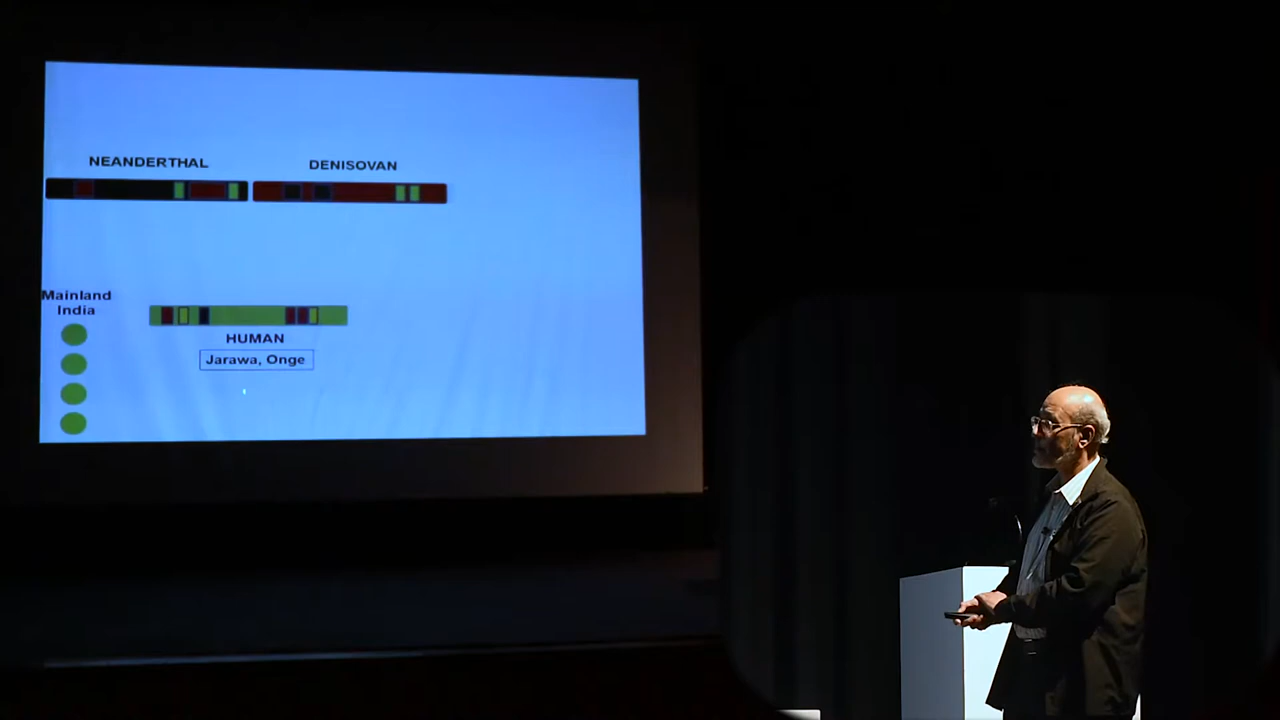 NEANDERTHAL
DENISOVAN
Mainland
India
HUMAN
Jarawa, Onge